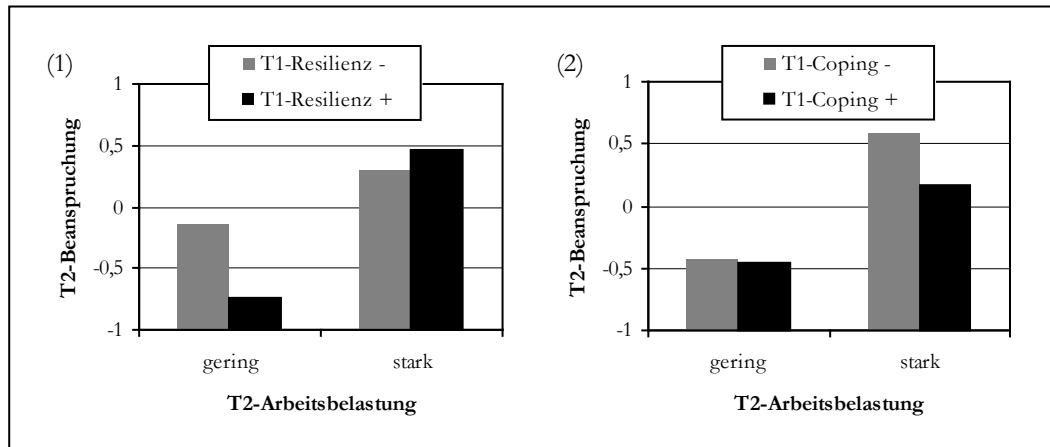 (1)
T1-Resilienz -
T1-Resilienz +
1
0,5
0
-0,5
-1
T2-Beanspruchung
gering
stark
T2-Arbeitsbelastung
(2)
T1-Coping -
T1-Coping +
1
0,5
0
-0,5
-1
T2-Beanspruchung
gering
stark
T2-Arbeitsbelastung